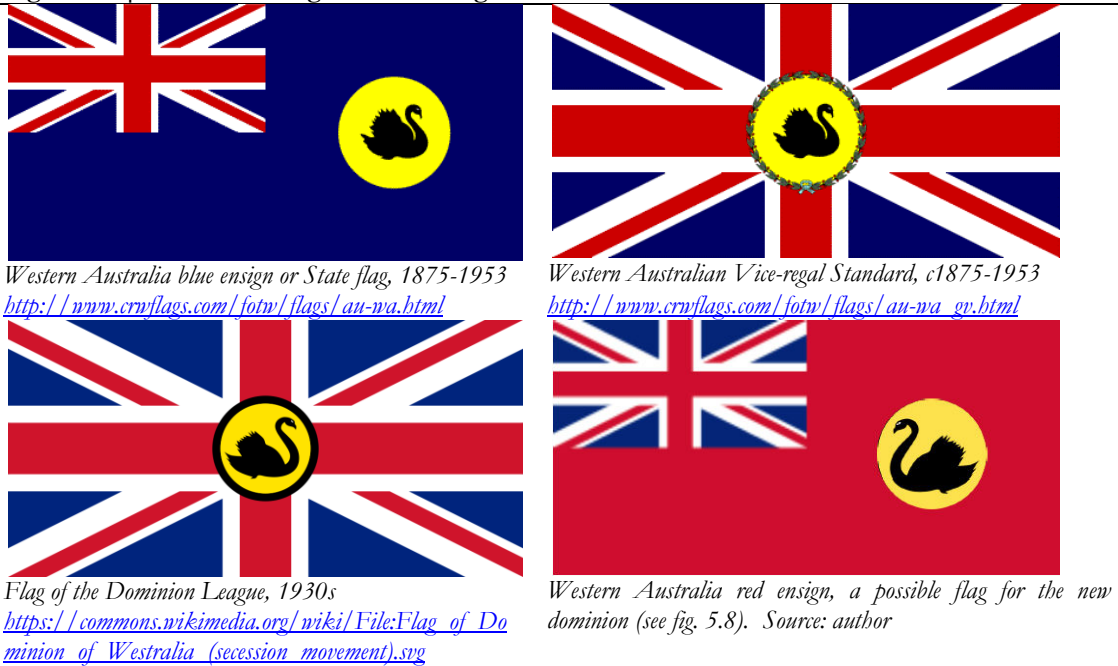 Western Australia blue ensign or State flag, 1875-1953
http://www.crwflags.com/fotw/flags/au-wa.html
Western Australian Vice-regal Standard, c1875-1953
http://www.crwflags.com/fotw/flags/au-wa_gv.html
Flag of the Dominion League, 1930s
https://commons.wikimedia.org/wiki/File:Flag_of_Do
minion_of_Westralia_(secession_movement).svg
Western Australia red ensign, a possible flag for the new
dominion (see fig. 5.8). Source: author